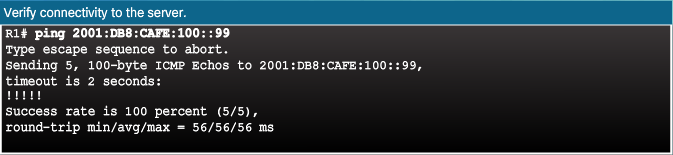 Verify connectivity to the server.
R1# ping 2001:DB8:CAFE:100::99
Type escape sequence to abort.
Sending 5, 100-byte ICMP Echos to 2001:DB8:CAFE:100::99,
timeout is 2 seconds:
!!!!!
Success rate is 100 percent (5/5),
round-trip min/avg/max = 56/56/56 ms